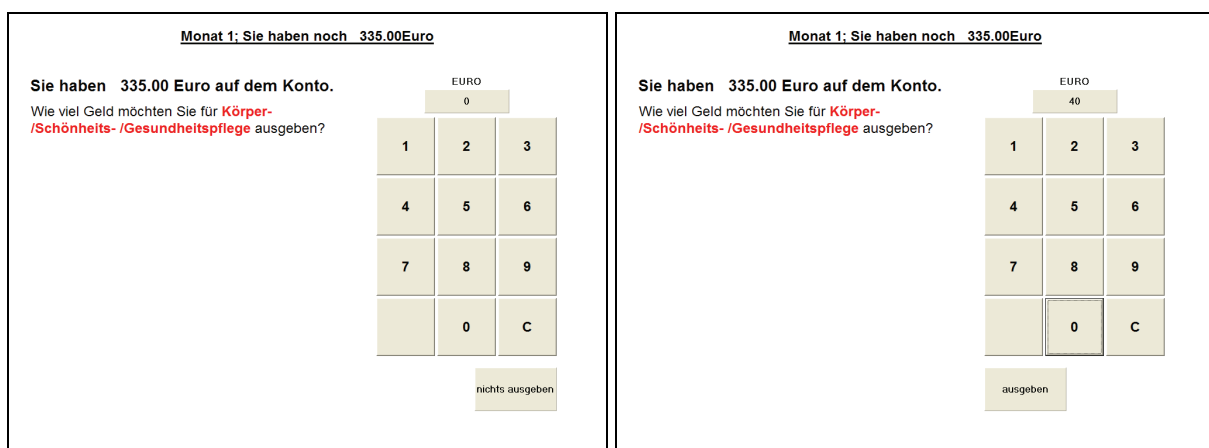 Monat 1; Sie haben noch 335.00Euro
Sie haben 335.00 Euro auf dem Konto.
Wie viel Geld möchten Sie für Körper-
/Schönheits- /Gesundheitspflege ausgeben?
EURO
0
1 2 3
4 5 6
7 8 9
0 C
nichts ausgeben
Monat 1; Sie haben noch 335.00Euro
Sie haben 335.00 Euro auf dem Konto.
Wie viel Geld möchten Sie für Körper-
/Schönheits- /Gesundheitspflege ausgeben?
EURO
40
1 2 3
4 5 6
7 8 9
0 C
ausgeben